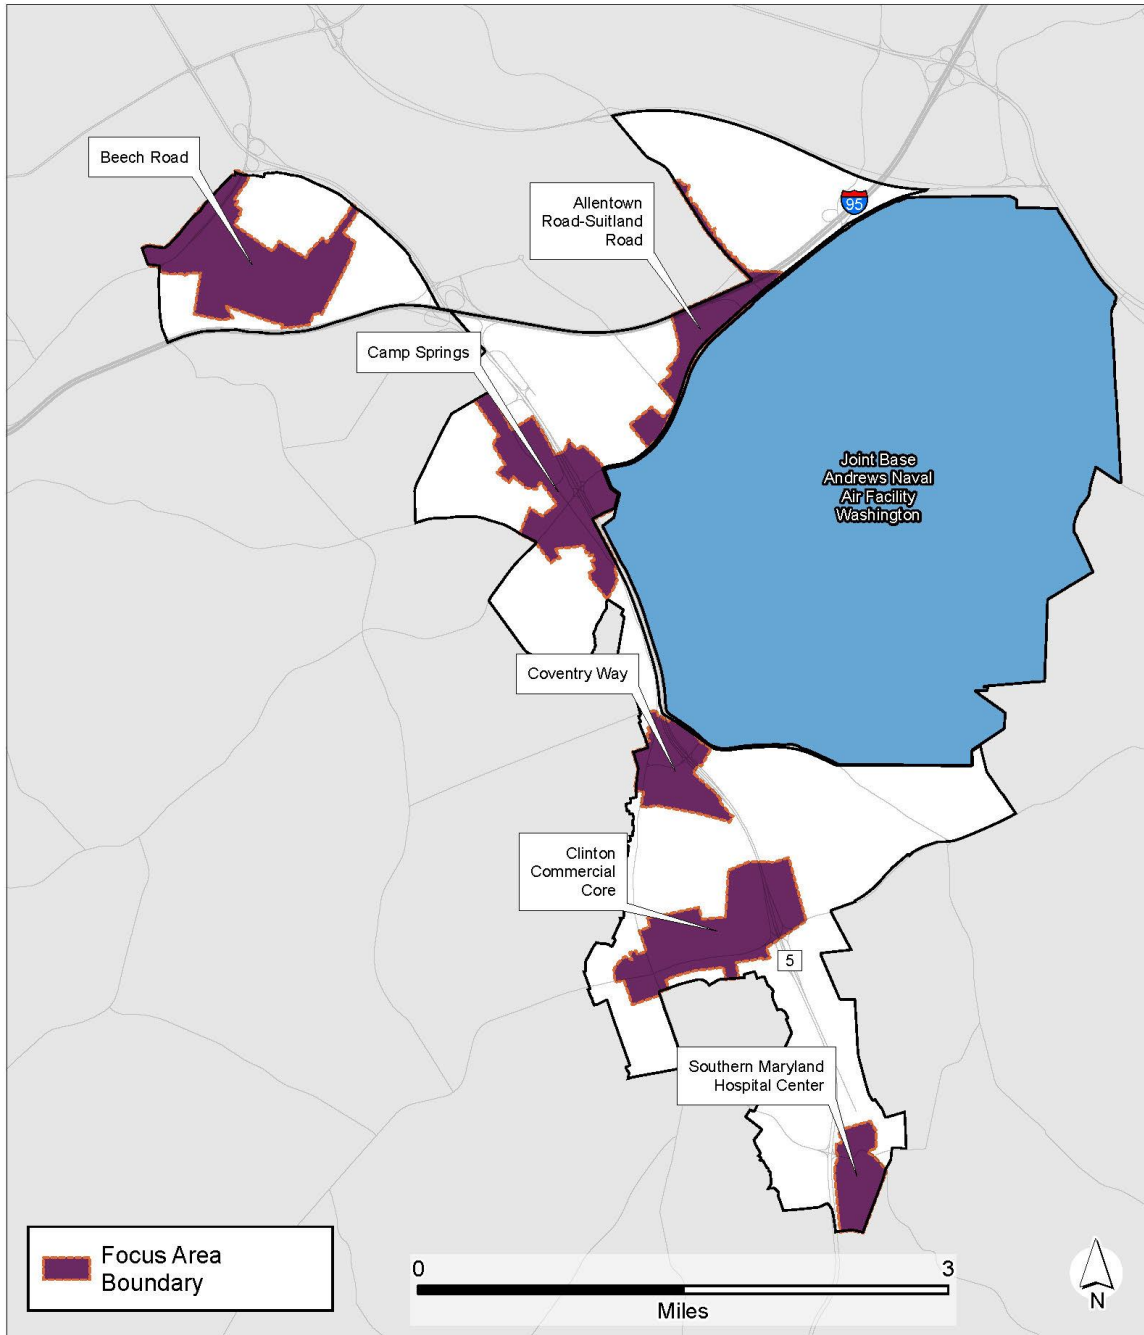 Beech Road
Allentown
Road-Suitland
Road
95
Camp Springs
Joint Base
Andrews Naval
Air Facility
Washington
Coventry Way
Clinton
Commercial
Core
5
Southern Maryland
Hospital Center
Focus Area
Boundary
0
3
Miles
N